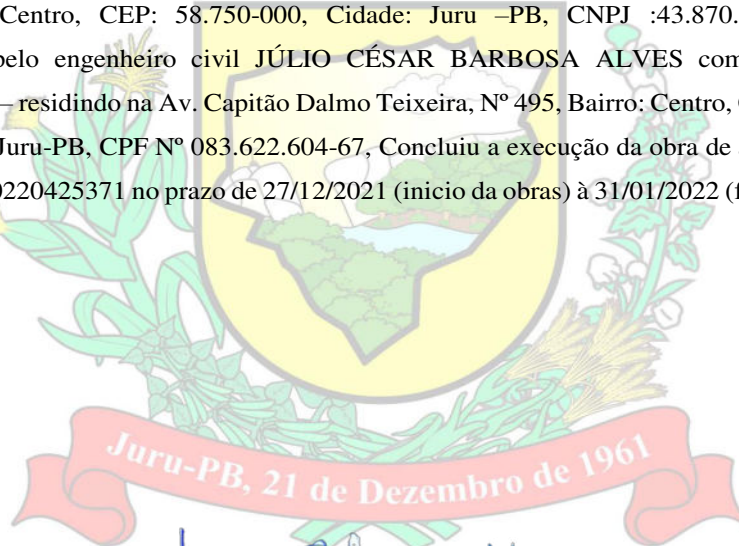 Centro, CEP: 58.750-000, Cidade: Juru –PB, CNPJ :43.870.
pelo engenheiro civil JÚLIO CÉSAR BARBOSA ALVES com
– residindo na Av. Capitão Dalmo Teixeira, Nº 495, Bairro: Centro,
Juru-PB, CPF Nº 083.622.604-67, Concluiu a execução da obra de
0220425371 no prazo de 27/12/2021 (inicio da obras) à 31/01/2022 (f
Juru-PB, 21 de Dezembro de 1961